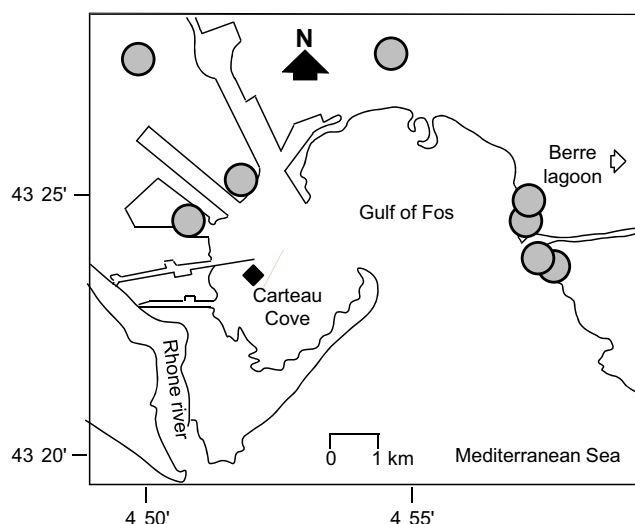 N
Berre
lagoon
43 25'
Gulf of Fos
Carteau
Cove
Rhone river
0 1 km
Mediterranean Sea
43 20'
4 50' 4 55'